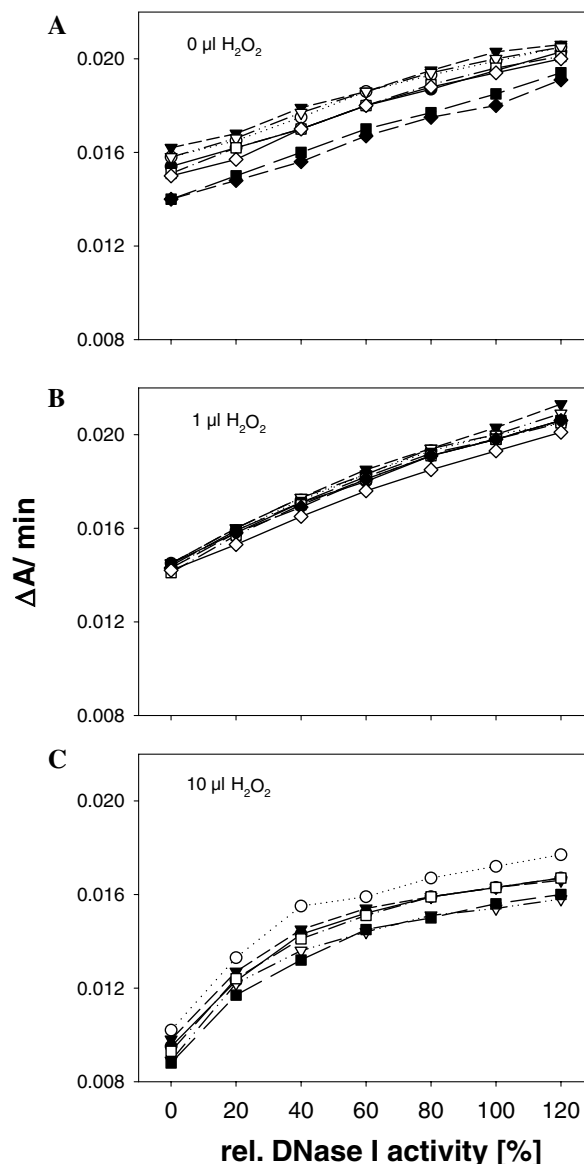 A
0 µl H₂O₂
0.020
0.016
0.012
0.008
B
1 µl H₂O₂
0.020
0.016
0.012
0.008
ΔA/ min
C
10 µl H₂O₂
0.020
0.016
0.012
0.008
0 20 40 60 80 100 120
rel. DNase I activity [%]